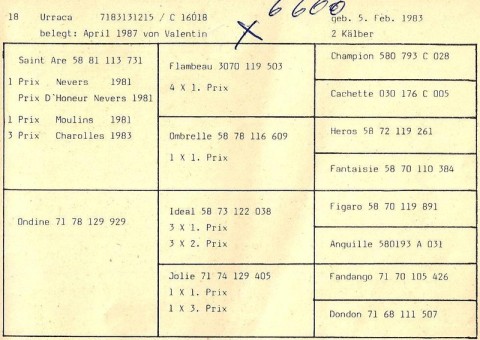 6600
18 Urraca 7183131215 / C 16018 geb. 5. Feb. 1983
belegt: April 1987 von Valentin X 2 Kälber
Saint Are 58 81 113 731
1 Prix Nevers 1981
Prix D'Honeur Nevers 1981
1 Prix Moulins 1981
3 Prix Charolles 1983
Ondine 71 78 129 929
Flambeau 3070 119 503
4 X 1. Prix
Ombrelle 58 78 116 609
1 X 1. Prix
Ideal 58 73 122 038
3 X 1. Prix
3 X 2. Prix
Jolie 71 74 129 405
1 X 1. Prix
1 X 3. Prix
Champion 580 793 C 028
Cachette 030 176 C 005
Heros 58 72 119 261
Fantaisie 58 70 110 384
Figaro 58 70 119 891
Anguille 580193 A 031
Fandango 71 70 105 426
Dondon 71 68 111 507